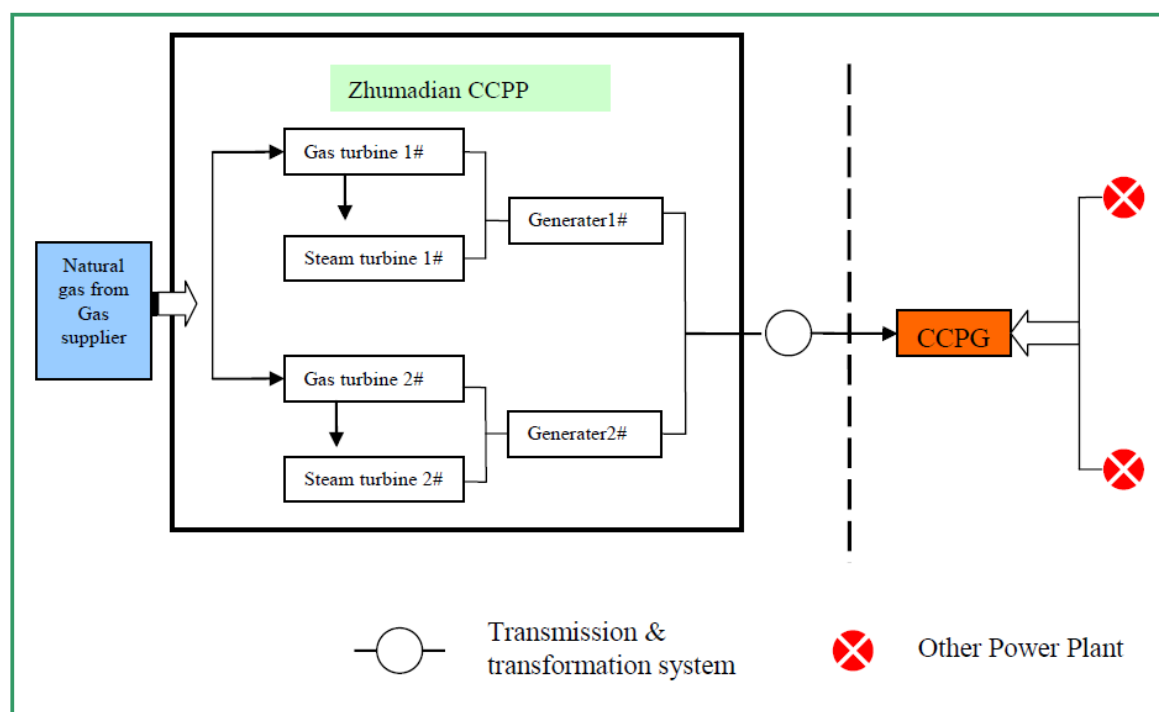 Zhumadian CCPP
Gas turbine 1#
Generater1#
Steam turbine 1#
Natural
gas from
Gas
supplier
CCPG
Gas turbine 2#
Generater2#
Steam turbine 2#
Transmission &
transformation system
Other Power Plant